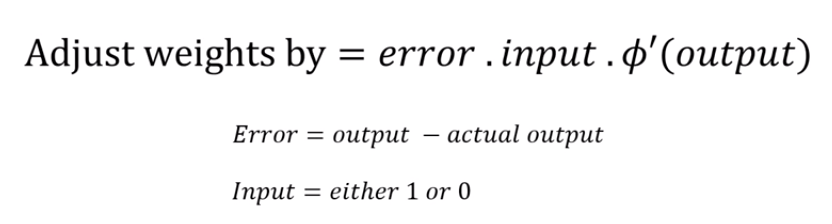 Adjust weights by = error . input . ϕ′(output)
Error = output − actual output
Input = either 1 or 0